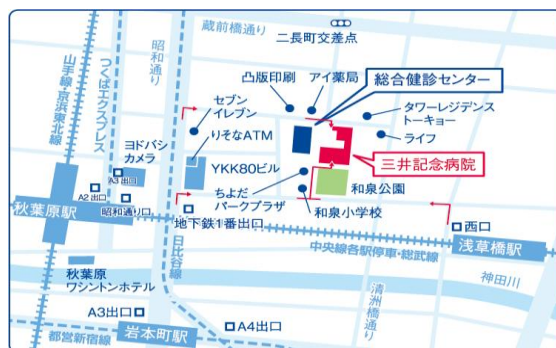 蔵前橋通り
二長町交差点
昭和通り
つくばエクスプレス
山手線・京浜東北線
凸版印刷
アイ薬局
総合健診センター
セブン
イレブン
タワーレジデンス
トーキョー
りそなATM
ライフ
ヨドバシ
カメラ
YKK80ビル
三井記念病院
A3出口
ちよだ
パークプラザ
和泉公園
A2出口
昭和通り口
秋葉原駅
和泉小学校
地下鉄1番出口
西口
日比谷線
中央線各駅停車・総武線
浅草橋駅
秋葉原
ワシントンホテル
神田川
清洲橋通り
A3出口
A4出口
都営新宿線
岩本町駅